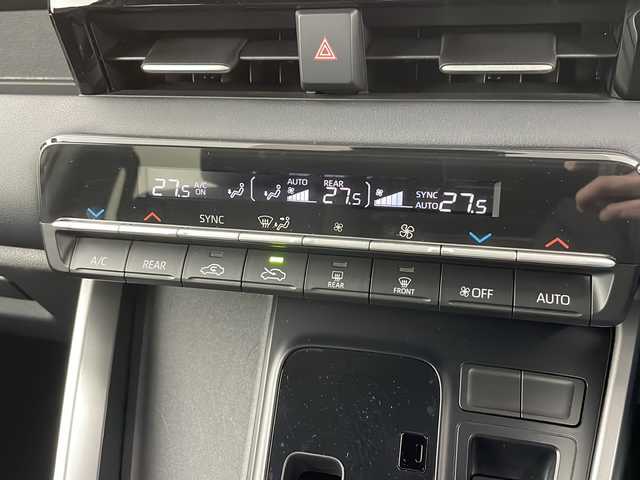 27.5 A/C ON AUTO REAR 27.5 SYNC AUTO 27.5
SYNC
A/C REAR REAR FRONT OFF AUTO